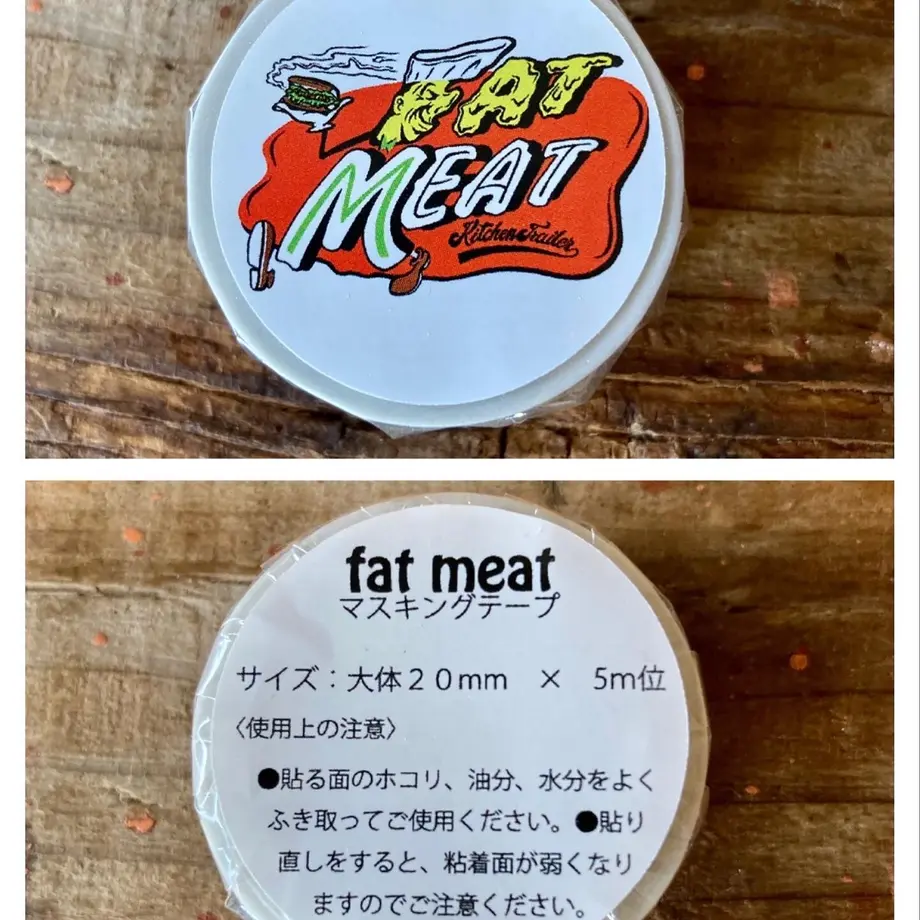 FAT
MEAT
Kitchen Trailer
fat meat
マスキングテープ
サイズ：大体２０mm　×　5m位
〈使用上の注意〉
●貼る面のホコリ、油分、水分をよく
ふき取ってご使用ください。●貼り
直しをすると、粘着面が弱くなり
ますのでご注意ください。